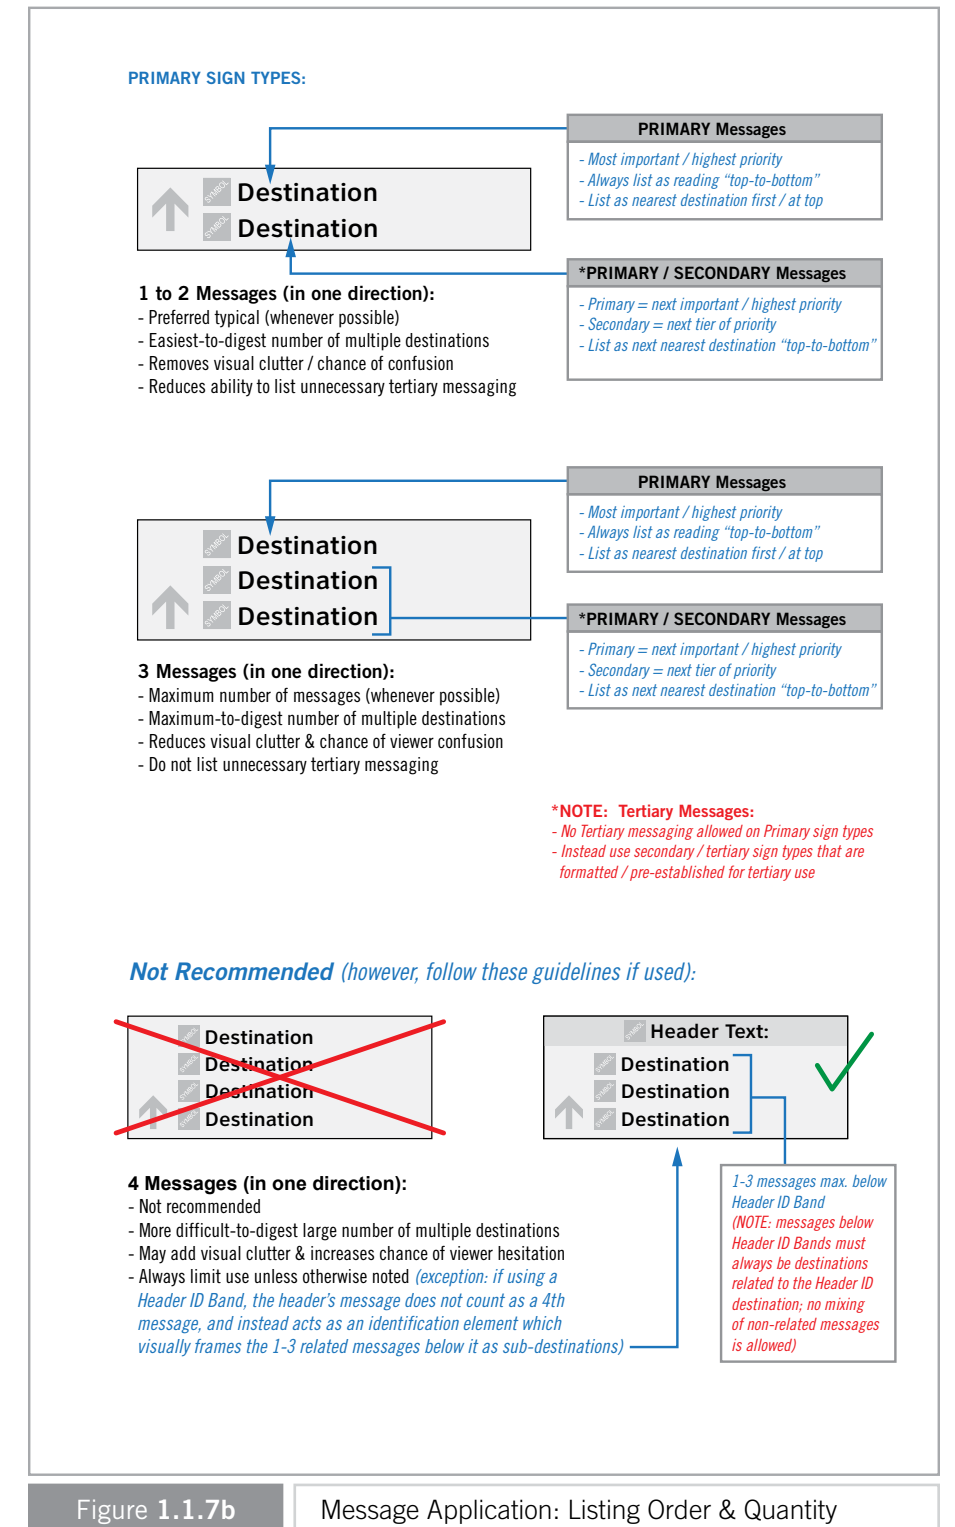 PRIMARY SIGN TYPES:
PRIMARY Messages
- Most important / highest priority
- Always list as reading “top-to-bottom”
- List as nearest destination first / at top
SYMBOL Destination
SYMBOL Destination
*PRIMARY / SECONDARY Messages
- Primary = next important / highest priority
- Secondary = next tier of priority
- List as next nearest destination “top-to-bottom”
1 to 2 Messages (in one direction):
- Preferred typical (whenever possible)
- Easiest-to-digest number of multiple destinations
- Removes visual clutter / chance of confusion
- Reduces ability to list unnecessary tertiary messaging
PRIMARY Messages
- Most important / highest priority
- Always list as reading “top-to-bottom”
- List as nearest destination first / at top
SYMBOL Destination
SYMBOL Destination
SYMBOL Destination
*PRIMARY / SECONDARY Messages
- Primary = next important / highest priority
- Secondary = next tier of priority
- List as next nearest destination “top-to-bottom”
3 Messages (in one direction):
- Maximum number of messages (whenever possible)
- Maximum-to-digest number of multiple destinations
- Reduces visual clutter & chance of viewer confusion
- Do not list unnecessary tertiary messaging
*NOTE: Tertiary Messages:
- No Tertiary messaging allowed on Primary sign types
- Instead use secondary / tertiary sign types that are
formatted / pre-established for tertiary use
Not Recommended (however, follow these guidelines if used):
SYMBOL Destination
SYMBOL Destination
SYMBOL Destination
SYMBOL Destination
SYMBOL Header Text:
SYMBOL Destination
SYMBOL Destination
SYMBOL Destination
4 Messages (in one direction):
- Not recommended
- More difficult-to-digest large number of multiple destinations
- May add visual clutter & increases chance of viewer hesitation
- Always limit use unless otherwise noted (exception: if using a
Header ID Band, the header’s message does not count as a 4th
message, and instead acts as an identification element which
visually frames the 1-3 related messages below it as sub-destinations)
1-3 messages max. below
Header ID Band
(NOTE: messages below
Header ID Bands must
always be destinations
related to the Header ID
destination; no mixing
of non-related messages
is allowed)
Figure 1.1.7b
Message Application: Listing Order & Quantity